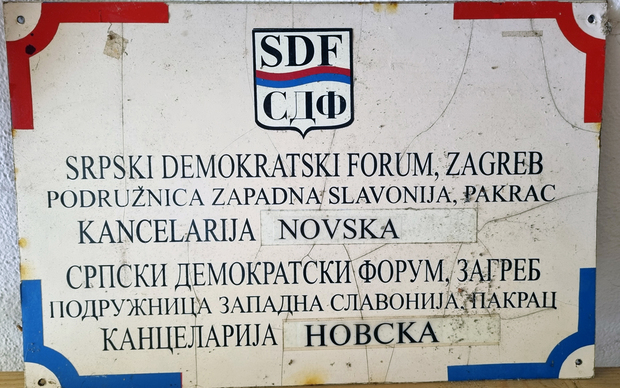 SDF
СДФ
SRPSKI DEMOKRATSKI FORUM, ZAGREB
PODRUŽNICA ZAPADNA SLAVONIJA, PAKRAC
KANCELARIJA NOVSKA
СРПСКИ ДЕМОКРАТСКИ ФОРУМ, ЗАГРЕБ
ПОДРУЖНИЦА ЗАПАДНА СЛАВОНИЈА, ПАКРАЦ
КАНЦЕЛАРИЈА НОВСКА